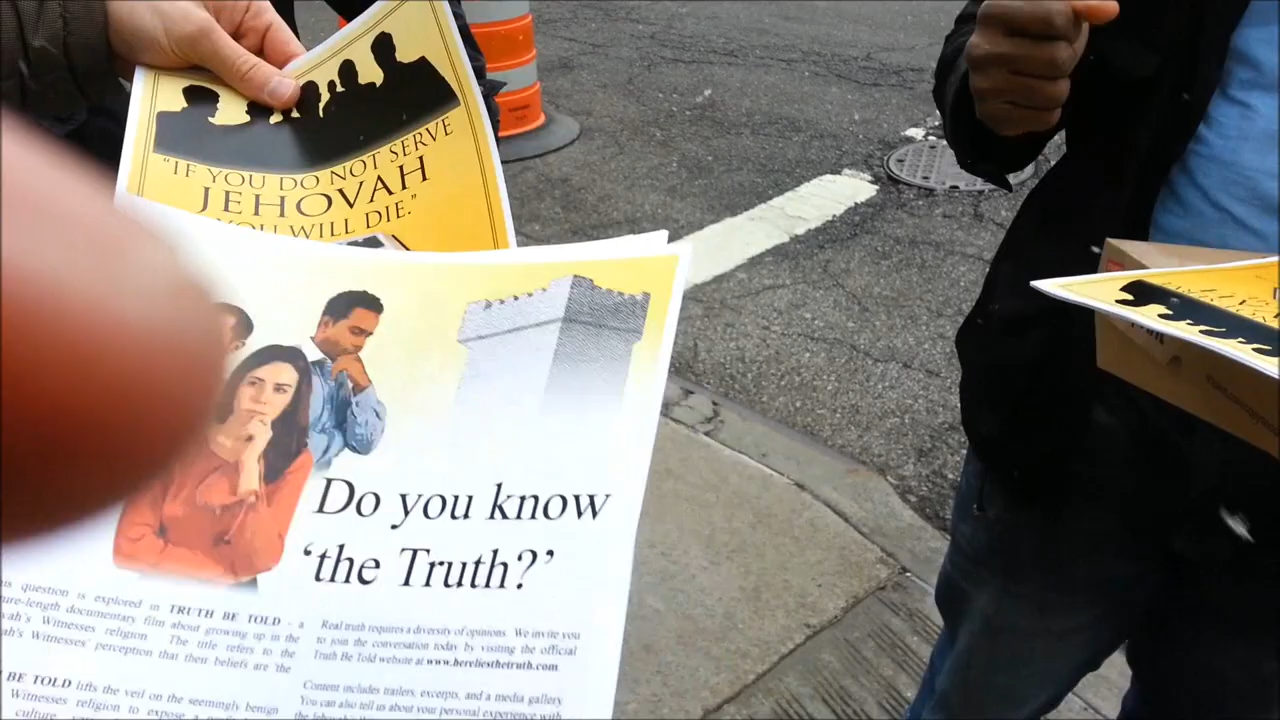 "IF YOU DO NOT SERVE
JEHOVAH
YOU WILL DIE."
Do you know
'the Truth?'
question is explored in TRUTH BE TOLD - a
documentary film about growing up in the
Witnesses religion The title refers to the
Witnesses' perception that their beliefs are 'the
BE TOLD lifts the veil on the seemingly benign
Witnesses religion to expose a
culture,
Real truth requires a diversity of opinions. We invite you
to join the conversation today by visiting the official
Truth Be Told website at www.hereliesthetruth.com
Content includes trailers, excerpts, and a media gallery
You can also tell us about your personal experience with